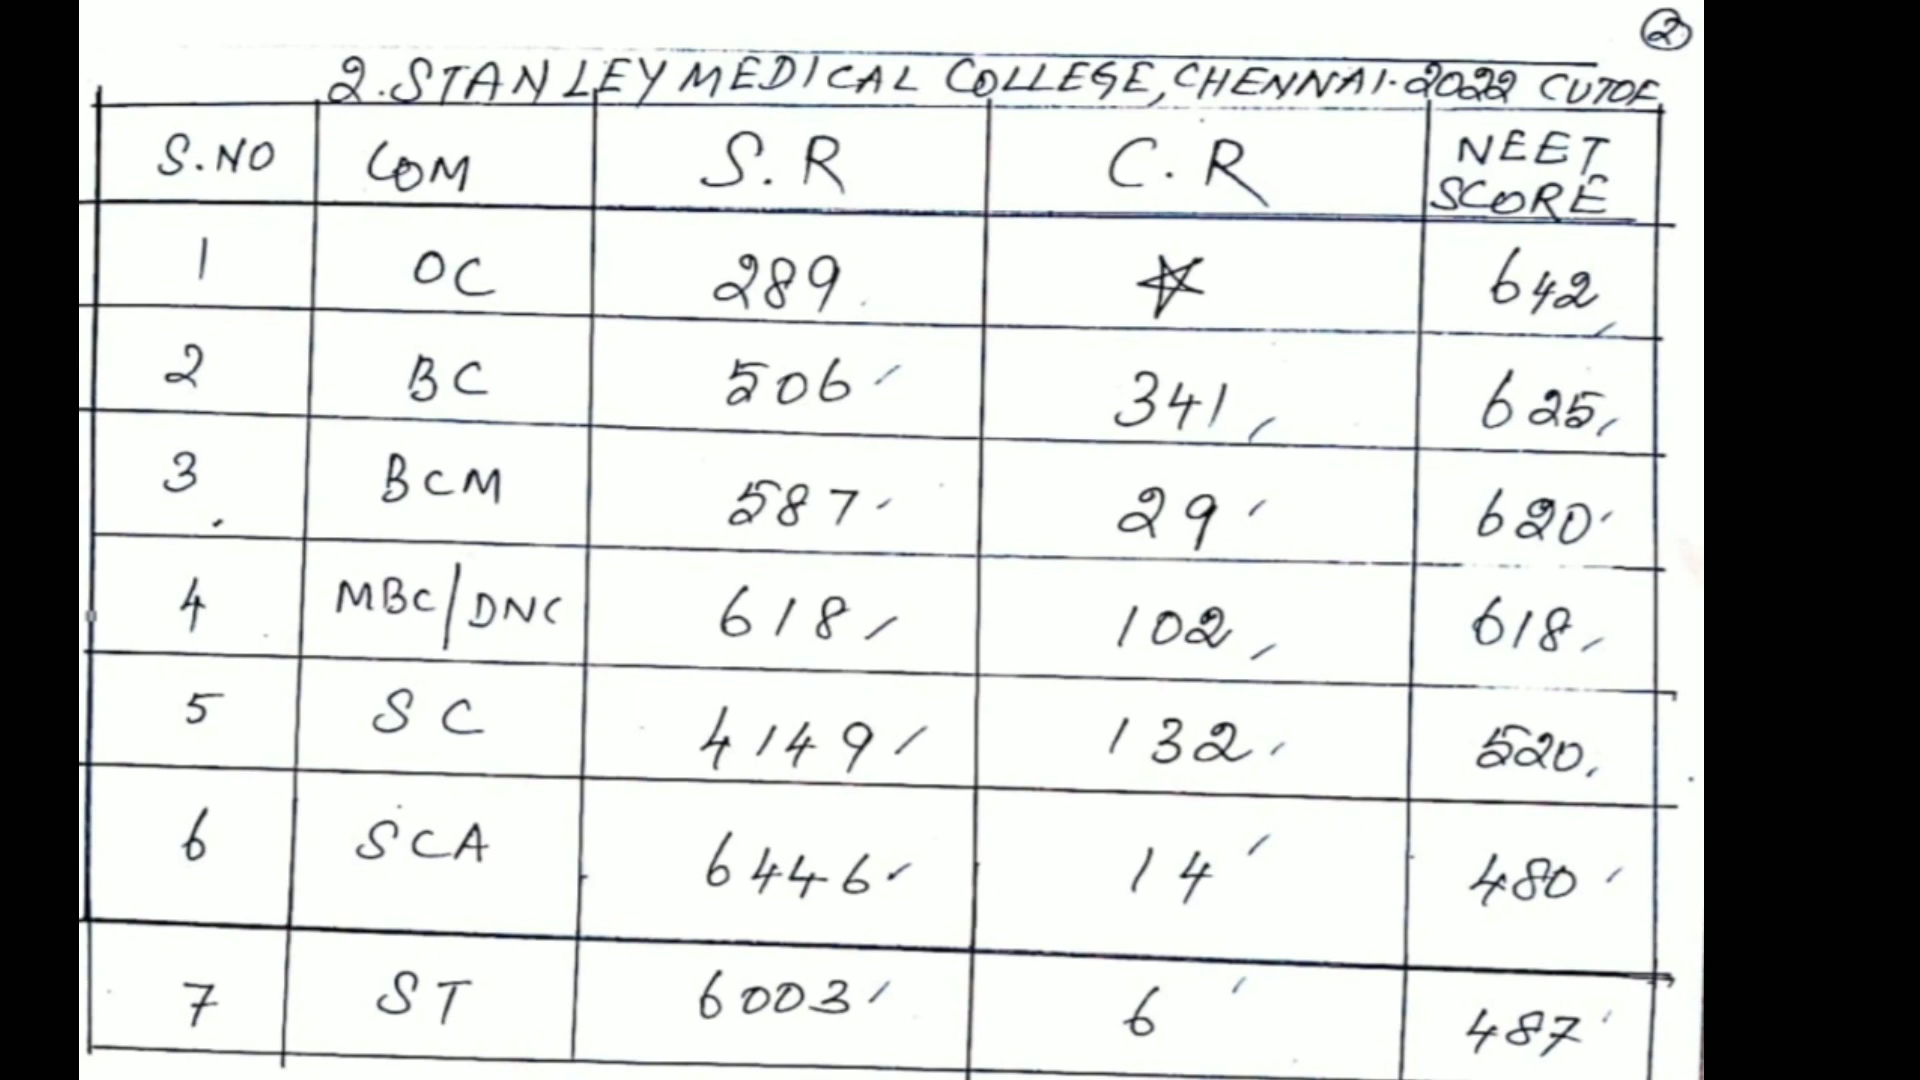 ②
2. STANLEY MEDICAL COLLEGE, CHENNAI. 2022 CUTOF
S.NO COM S.R C.R NEET SCORE
1 OC 289 ☆ 642
2 BC 506 341 625
3 BCM 587 29 620
4 MBC/DNC 618 102 618
5 SC 4149 132 520
6 SCA 6446 14 480
7 ST 6003 6 487